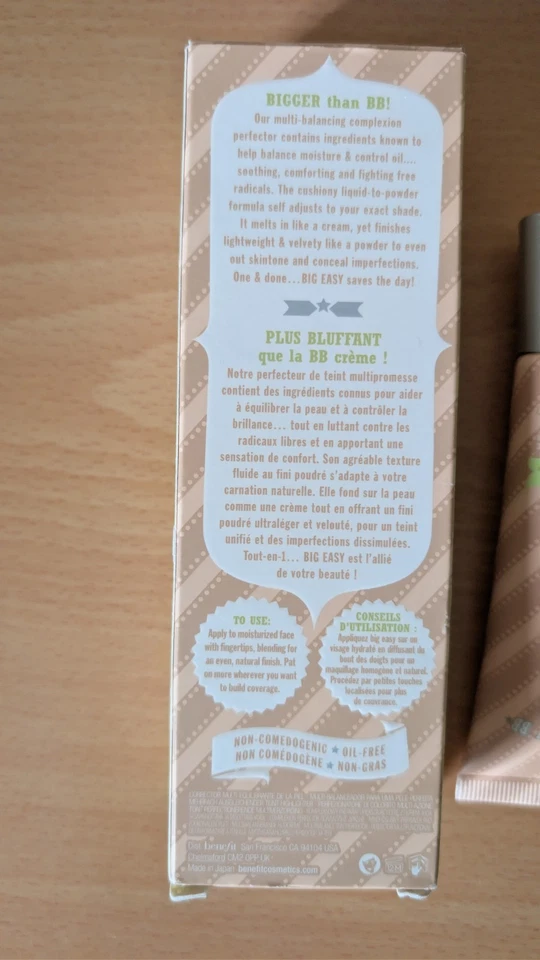 BIGGER than BB!
Our multi-balancing complexion
perfector contains ingredients known to
help balance moisture & control oil....
soothing, comforting and fighting free
radicals. The cushiony liquid-to-powder
formula self adjusts to your exact shade.
It melts in like a cream, yet finishes
lightweight & velvety like a powder to even
out skintone and conceal imperfections.
One & done...BIG EASY saves the day!
PLUS BLUFFANT
que la BB crème !
Notre perfecteur de teint multipromesse
contient des ingrédients connus pour aider
à équilibrer la peau et à contrôler la
brillance... tout en luttant contre les
radicaux libres et en apportant une
sensation de confort. Son agréable texture
fluide au fini poudré s'adapte à votre
carnation naturelle. Elle fond sur la peau
comme une crème tout en offrant un fini
poudré ultraléger et velouté, pour un teint
unifié et des imperfections dissimulées.
Tout-en-1... BIG EASY est l'allié
de votre beauté !
TO USE:
Apply to moisturized face
with fingertips, blending for
an even, natural finish. Pat
on more wherever you want
to build coverage.
CONSEILS
D'UTILISATION :
Appliquez big easy sur un
visage hydraté en diffusant du
bout des doigts pour un
maquillage homogène et naturel.
Procédez par petites touches
localisées pour plus
de couvrance.
NON-COMEDOGENIC ★ OIL-FREE
NON COMÉDOGÈNE ★ NON-GRAS
Dist. benefit San Francisco CA 94104 USA
Chelmsford CM2 0PP UK
Made in Japan benefitcosmetics.com